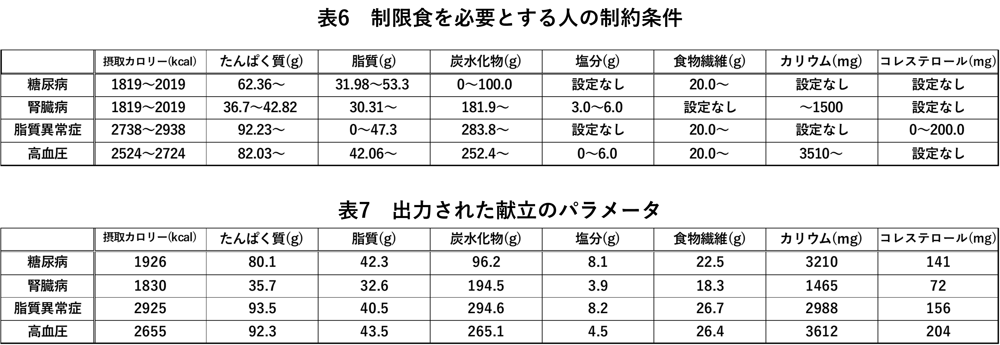 表6　制限食を必要とする人の制約条件
摂取カロリー(kcal) たんぱく質(g) 脂質(g) 炭水化物(g) 塩分(g) 食物繊維(g) カリウム(mg) コレステロール(mg)
糖尿病 1819〜2019 62.36〜 31.98〜53.3 0〜100.0 設定なし 20.0〜 設定なし 設定なし
腎臓病 1819〜2019 36.7〜42.82 30.31〜 181.9〜 3.0〜6.0 設定なし 〜1500 設定なし
脂質異常症 2738〜2938 92.23〜 0〜47.3 283.8〜 設定なし 20.0〜 設定なし 0〜200.0
高血圧 2524〜2724 82.03〜 42.06〜 252.4〜 0〜6.0 20.0〜 3510〜 設定なし
表7　出力された献立のパラメータ
摂取カロリー(kcal) たんぱく質(g) 脂質(g) 炭水化物(g) 塩分(g) 食物繊維(g) カリウム(mg) コレステロール(mg)
糖尿病 1926 80.1 42.3 96.2 8.1 22.5 3210 141
腎臓病 1830 35.7 32.6 194.5 3.9 18.3 1465 72
脂質異常症 2925 93.5 40.5 294.6 8.2 26.7 2988 156
高血圧 2655 92.3 43.5 265.1 4.5 26.4 3612 204